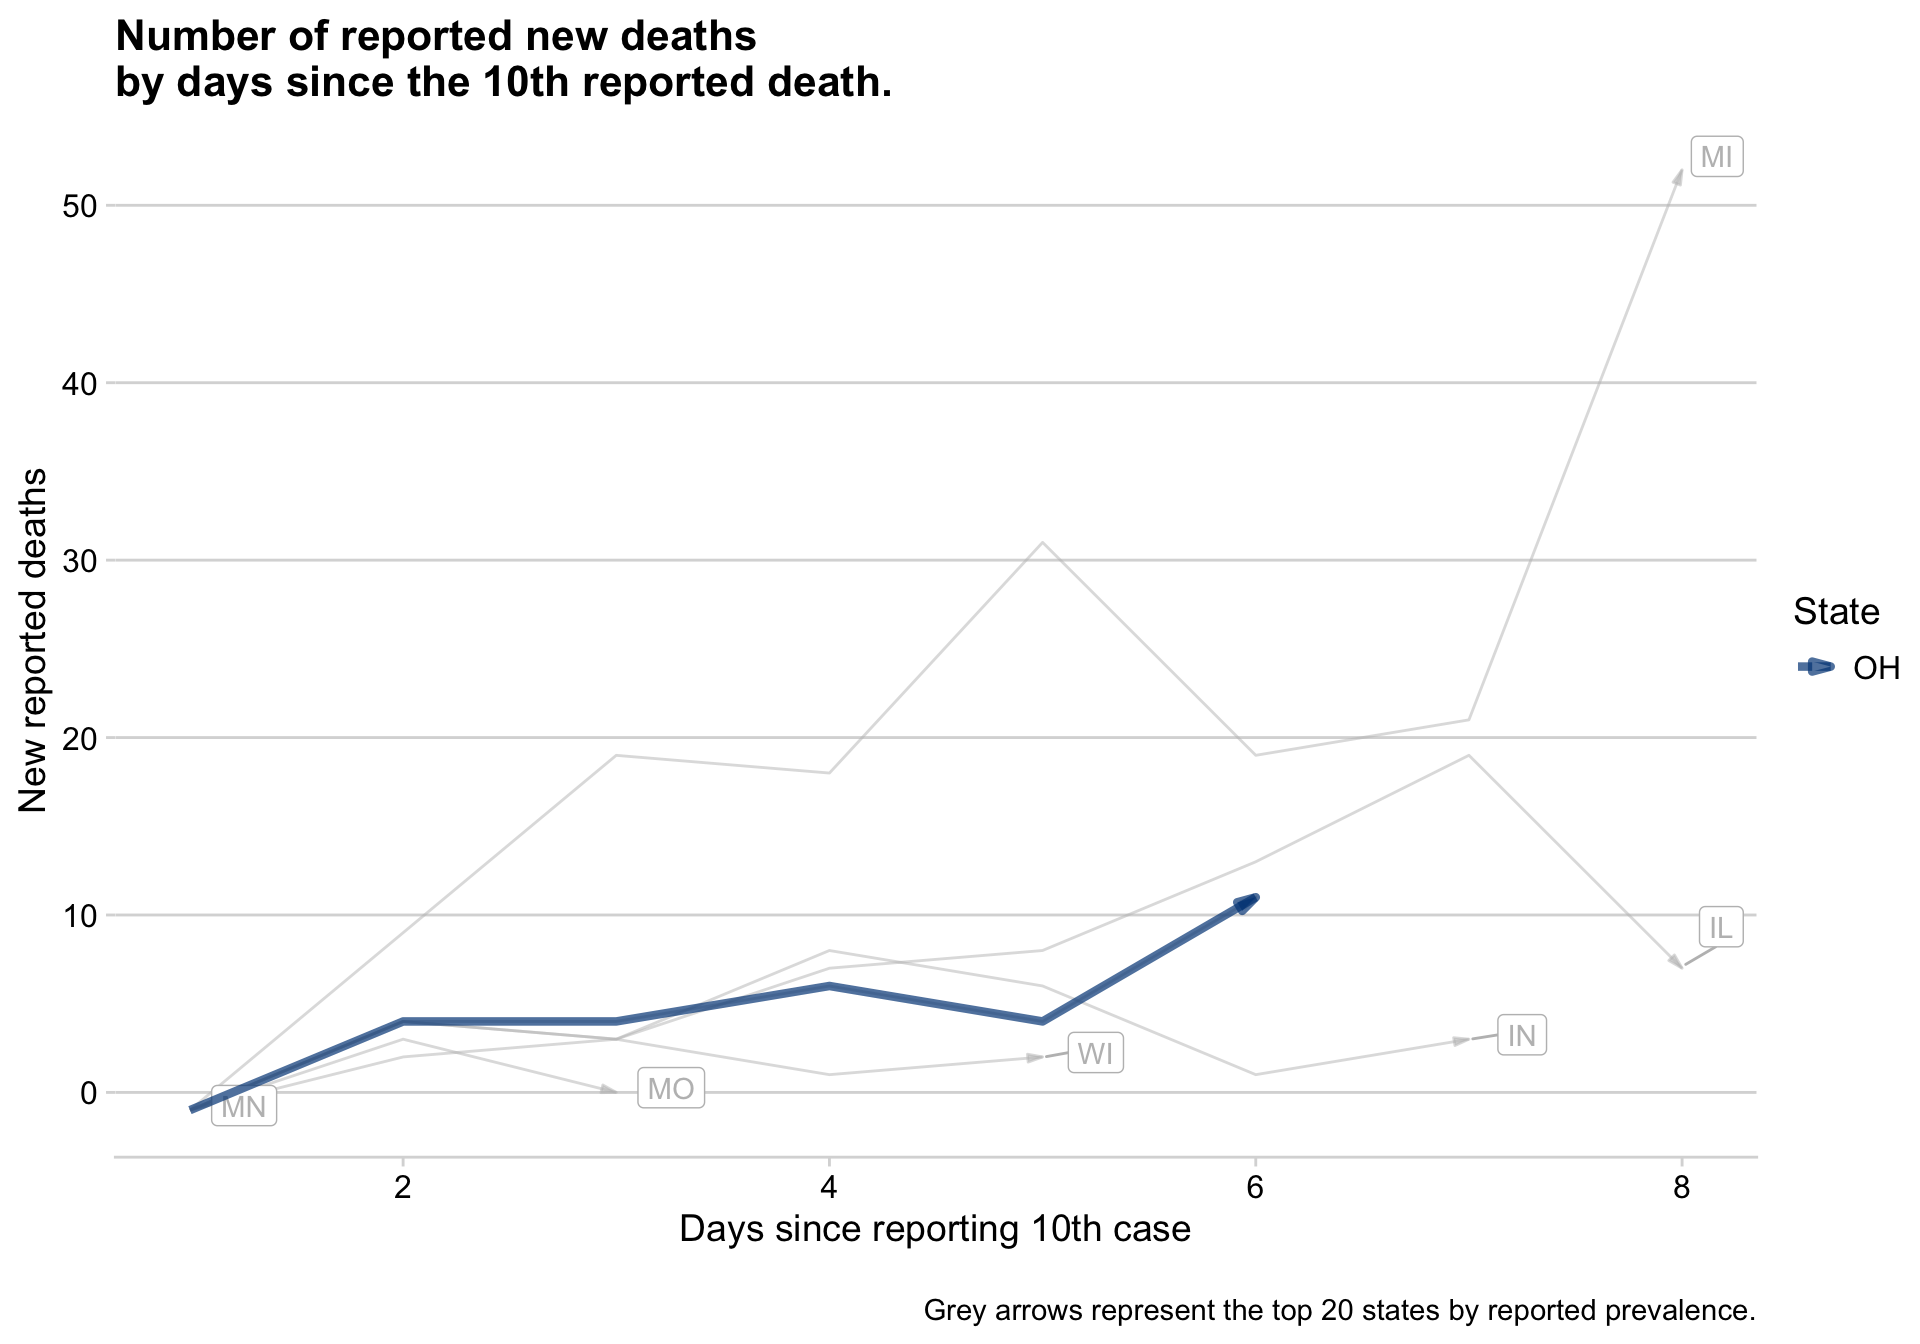 Number of reported new deaths
by days since the 10th reported death.
MI
50
40
30
20
10
0
New reported deaths
IL
IN
WI
MO
MN
State
OH
2
4
6
8
Days since reporting 10th case
Grey arrows represent the top 20 states by reported prevalence.